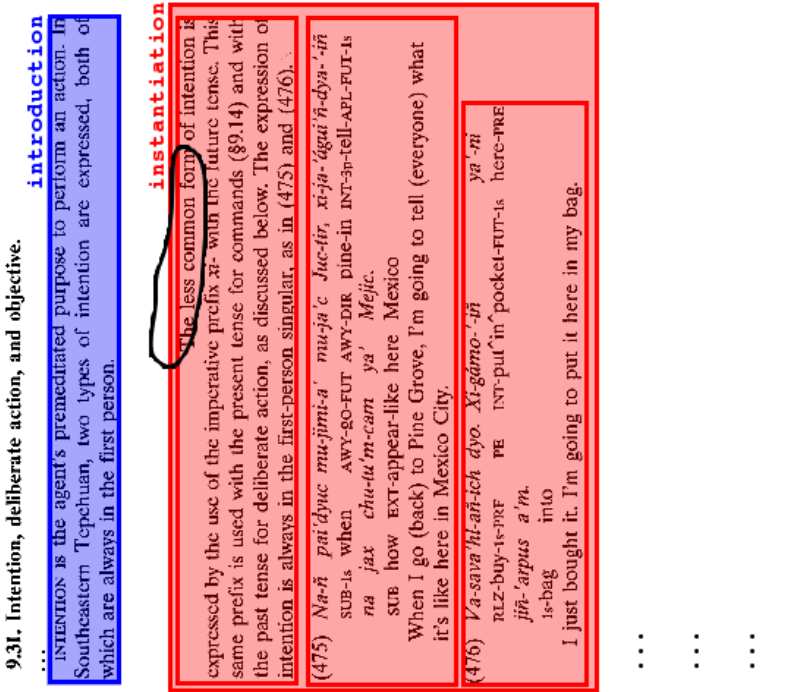 9.31. Intention, deliberate action, and objective.
...
introduction
INTENTION is the agent's premeditated purpose to perform an action. In
Southeastern Tepehuan, two types of intention are expressed, both of
which are always in the first person.
instantiation
The less common form of intention is
expressed by the use of the imperative prefix xi- with the future tense. This
same prefix is used with the present tense for commands (§9.14) and with
the past tense for deliberate action, as discussed below. The expression of
intention is always in the first-person singular, as in (475) and (476).
(475) Na-ñ pai'dyuc mu-jimi-a' mu-ja'c Juc-tir, xi-ja-'águi'ñ-dya-'-iñ
SUB-1s when AWY-go-FUT AWY-DIR pine-in INT-3p-tell-APL-FUT-1s
na jax chu-tu'm-cam ya' Mejic.
SUB how EXT-appear-like here Mexico
When I go (back) to Pine Grove, I'm going to tell (everyone) what
it's like here in Mexico City.
(476) Va-sava'hl-añ-ich dyo. Xi-gámo-'-iñ ya'-ni
RLZ-buy-1s-PRF PE INT-put^in^pocket-FUT-1s here-PRE
jiñ-'arpus a'm.
1s-bag into
I just bought it. I'm going to put it here in my bag.
...
...
...